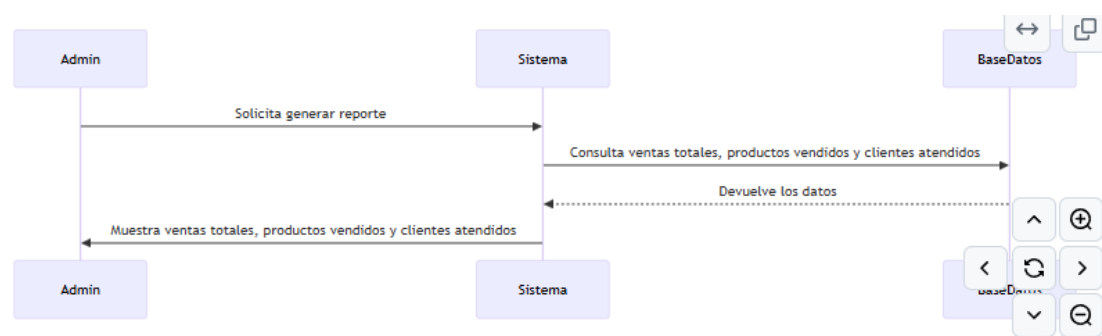 Admin
Sistema
BaseDatos
Solicita generar reporte
Consulta ventas totales, productos vendidos y clientes atendidos
Devuelve los datos
Muestra ventas totales, productos vendidos y clientes atendidos
Admin
Sistema
BaseDatos